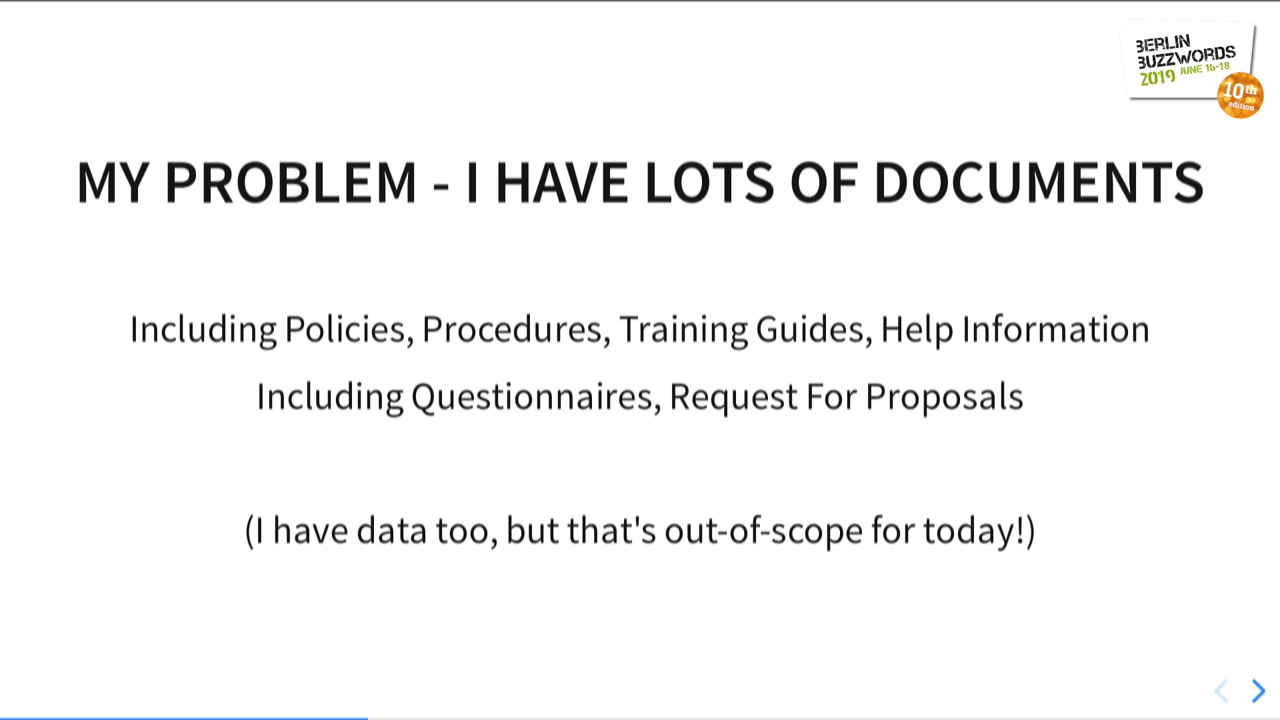 BERLIN
BUZZWORDS
2019 JUNE 16-18
10th
edition
MY PROBLEM - I HAVE LOTS OF DOCUMENTS
Including Policies, Procedures, Training Guides, Help Information
Including Questionnaires, Request For Proposals
(I have data too, but that's out-of-scope for today!)